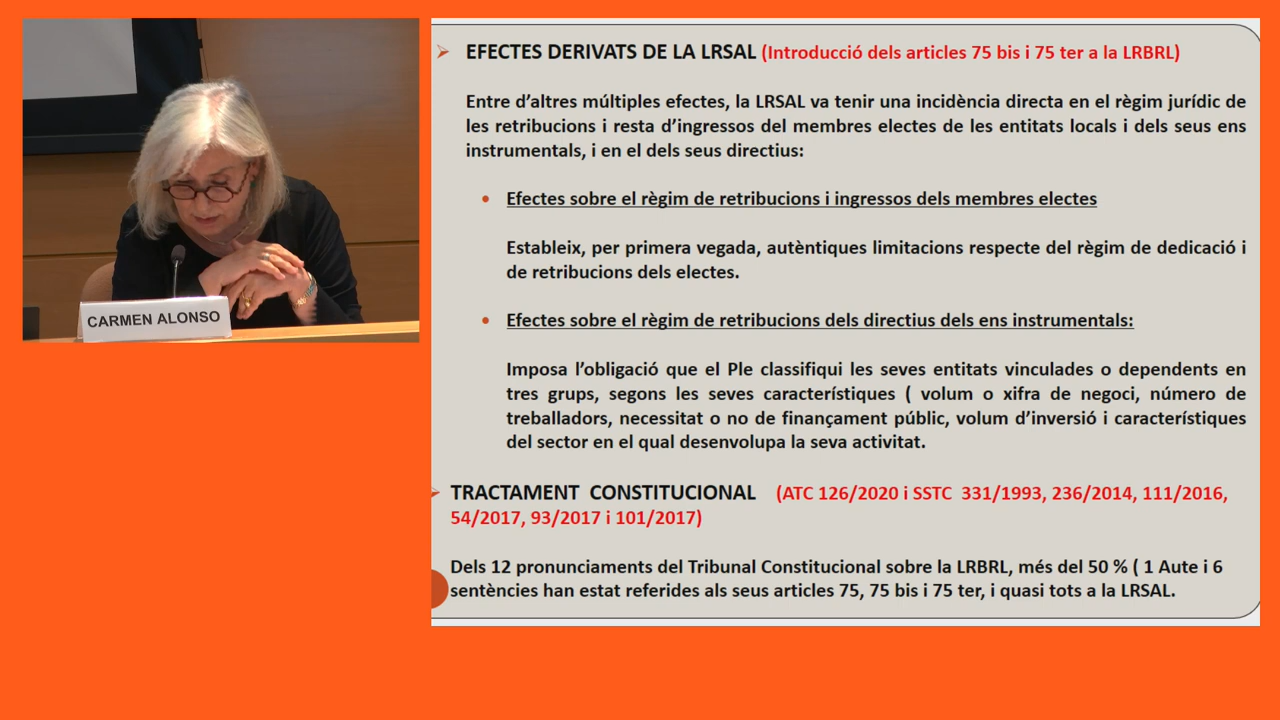 CARMEN ALONSO
EFECTES DERIVATS DE LA LRSAL (Introducció dels articles 75 bis i 75 ter a la LRBRL)
Entre d'altres múltiples efectes, la LRSAL va tenir una incidència directa en el règim jurídic de
les retribucions i resta d'ingressos del membres electes de les entitats locals i dels seus ens
instrumentals, i en el dels seus directius:
• Efectes sobre el règim de retribucions i ingressos dels membres electes
Estableix, per primera vegada, autèntiques limitacions respecte del règim de dedicació i
de retribucions dels electes.
• Efectes sobre el règim de retribucions dels directius dels ens instrumentals:
Imposa l'obligació que el Ple classifiqui les seves entitats vinculades o dependents en
tres grups, segons les seves característiques ( volum o xifra de negoci, número de
treballadors, necessitat o no de finançament públic, volum d'inversió i característiques
del sector en el qual desenvolupa la seva activitat.
TRACTAMENT CONSTITUCIONAL (ATC 126/2020 i SSTC 331/1993, 236/2014, 111/2016,
54/2017, 93/2017 i 101/2017)
Dels 12 pronunciaments del Tribunal Constitucional sobre la LRBRL, més del 50 % ( 1 Aute i 6
sentències han estat referides als seus articles 75, 75 bis i 75 ter, i quasi tots a la LRSAL.